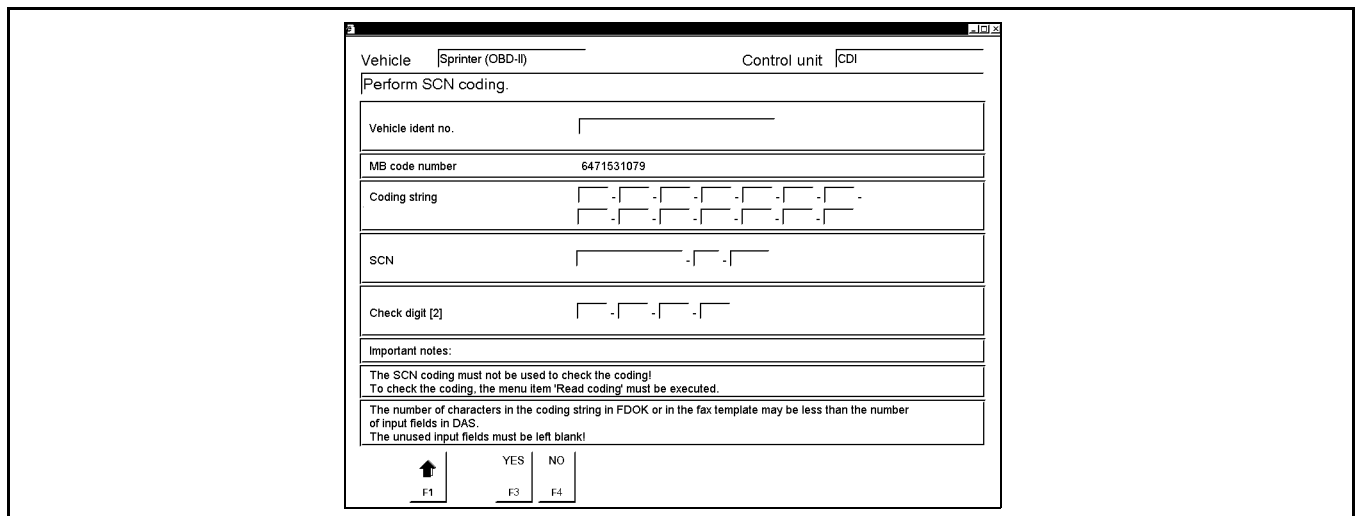 Vehicle Sprinter (OBD-II) Control unit CDI
Perform SCN coding.
Vehicle ident no.
MB code number 6471531079
Coding string - - - - - - -
- - - - - -
SCN - -
Check digit [2] - - -
Important notes:
The SCN coding must not be used to check the coding!
To check the coding, the menu item 'Read coding' must be executed.
The number of characters in the coding string in FDOK or in the fax template may be less than the number
of input fields in DAS.
The unused input fields must be left blank!
YES NO
F1 F3 F4